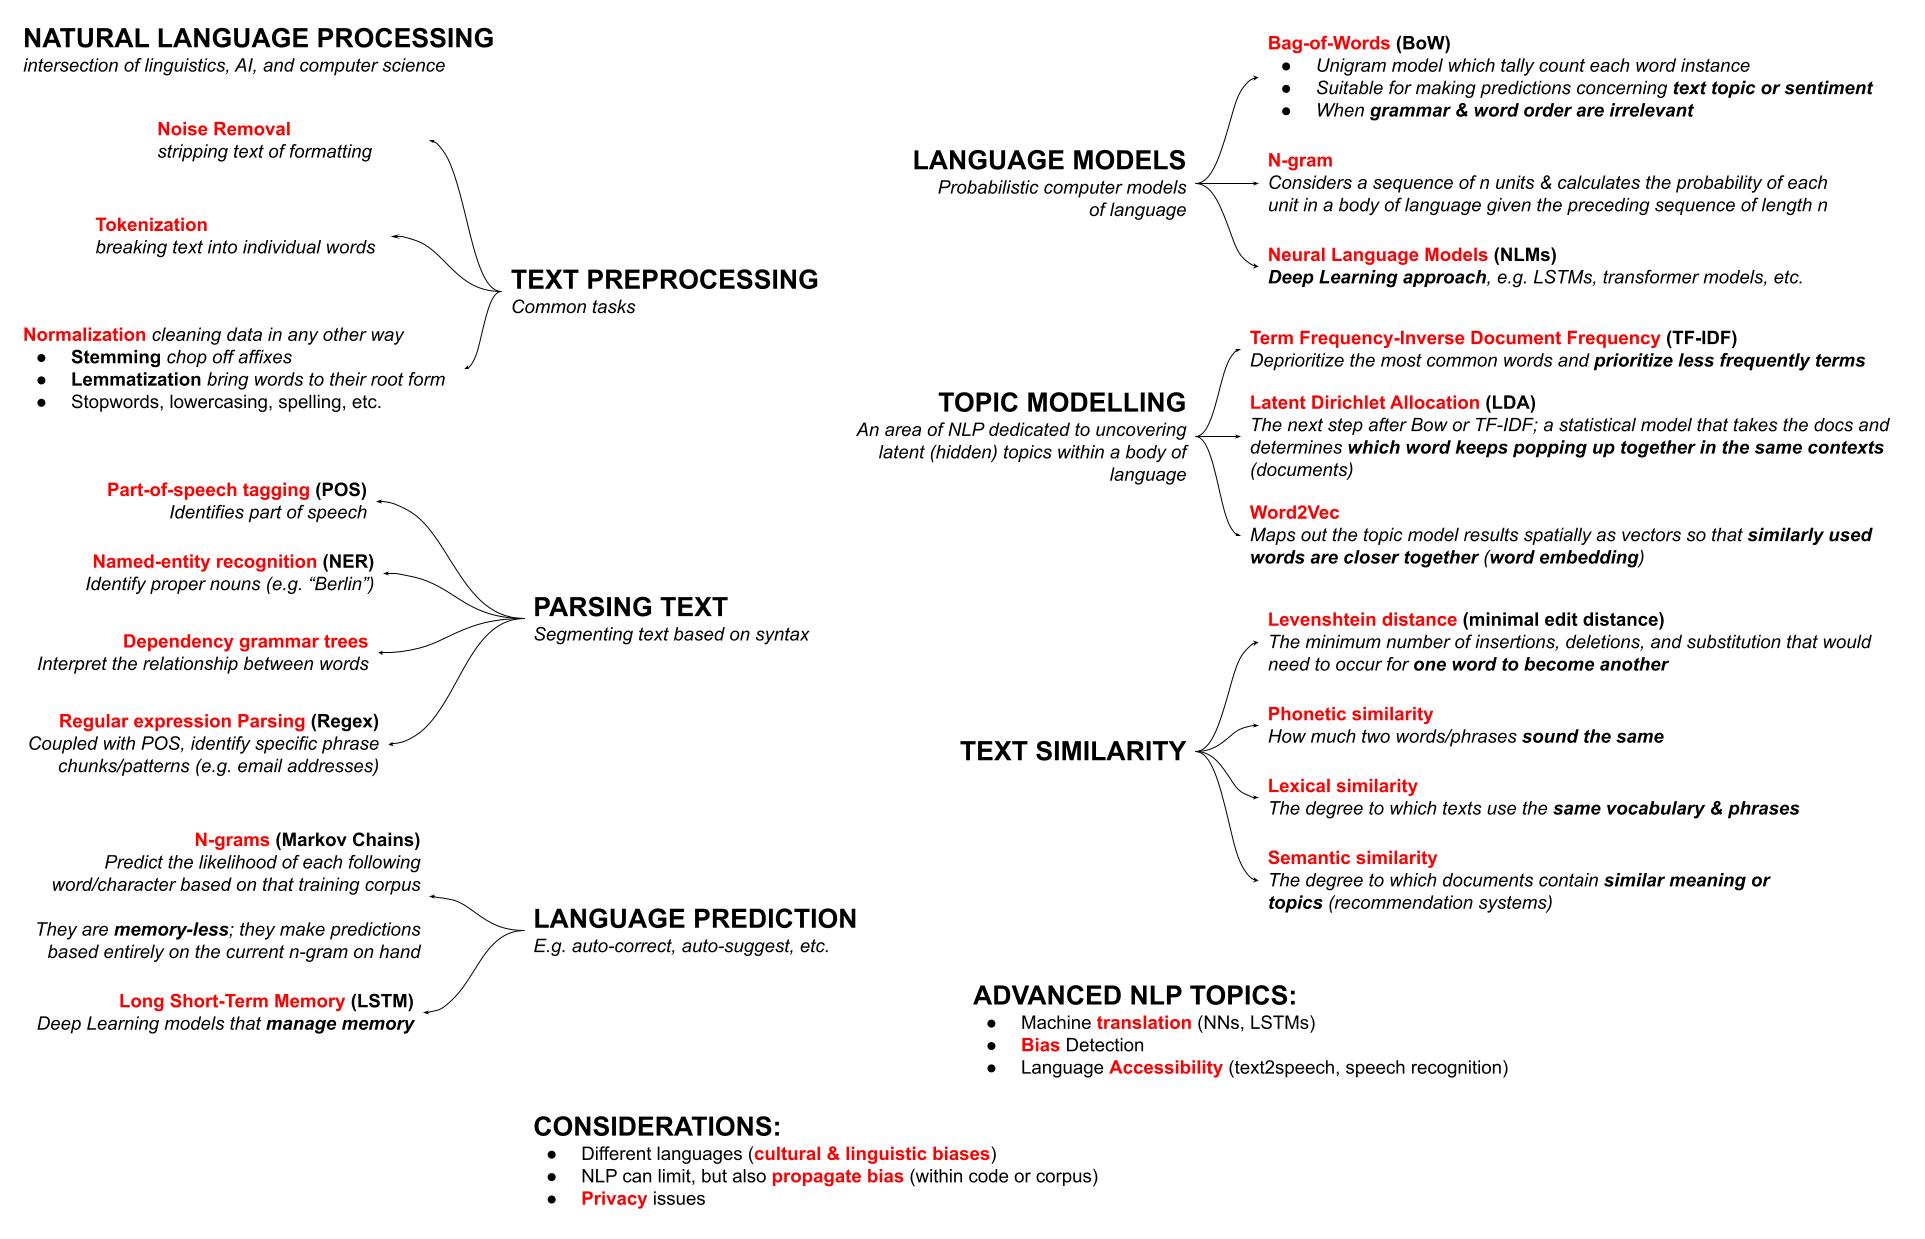 NATURAL LANGUAGE PROCESSING
intersection of linguistics, AI, and computer science
Noise Removal
stripping text of formatting
Tokenization
breaking text into individual words
TEXT PREPROCESSING
Common tasks
Normalization cleaning data in any other way
● Stemming chop off affixes
● Lemmatization bring words to their root form
● Stopwords, lowercasing, spelling, etc.
Part-of-speech tagging (POS)
Identifies part of speech
Named-entity recognition (NER)
Identify proper nouns (e.g. “Berlin”)
PARSING TEXT
Segmenting text based on syntax
Dependency grammar trees
Interpret the relationship between words
Regular expression Parsing (Regex)
Coupled with POS, identify specific phrase
chunks/patterns (e.g. email addresses)
N-grams (Markov Chains)
Predict the likelihood of each following
word/character based on that training corpus
They are memory-less; they make predictions
based entirely on the current n-gram on hand
LANGUAGE PREDICTION
E.g. auto-correct, auto-suggest, etc.
Long Short-Term Memory (LSTM)
Deep Learning models that manage memory
LANGUAGE MODELS
Probabilistic computer models
of language
Bag-of-Words (BoW)
● Unigram model which tally count each word instance
● Suitable for making predictions concerning text topic or sentiment
● When grammar & word order are irrelevant
N-gram
Considers a sequence of n units & calculates the probability of each
unit in a body of language given the preceding sequence of length n
Neural Language Models (NLMs)
Deep Learning approach, e.g. LSTMs, transformer models, etc.
TOPIC MODELLING
An area of NLP dedicated to uncovering
latent (hidden) topics within a body of
language
Term Frequency-Inverse Document Frequency (TF-IDF)
Deprioritize the most common words and prioritize less frequently terms
Latent Dirichlet Allocation (LDA)
The next step after Bow or TF-IDF; a statistical model that takes the docs and
determines which word keeps popping up together in the same contexts
(documents)
Word2Vec
Maps out the topic model results spatially as vectors so that similarly used
words are closer together (word embedding)
TEXT SIMILARITY
Levenshtein distance (minimal edit distance)
The minimum number of insertions, deletions, and substitution that would
need to occur for one word to become another
Phonetic similarity
How much two words/phrases sound the same
Lexical similarity
The degree to which texts use the same vocabulary & phrases
Semantic similarity
The degree to which documents contain similar meaning or
topics (recommendation systems)
ADVANCED NLP TOPICS:
● Machine translation (NNs, LSTMs)
● Bias Detection
● Language Accessibility (text2speech, speech recognition)
CONSIDERATIONS:
● Different languages (cultural & linguistic biases)
● NLP can limit, but also propagate bias (within code or corpus)
● Privacy issues